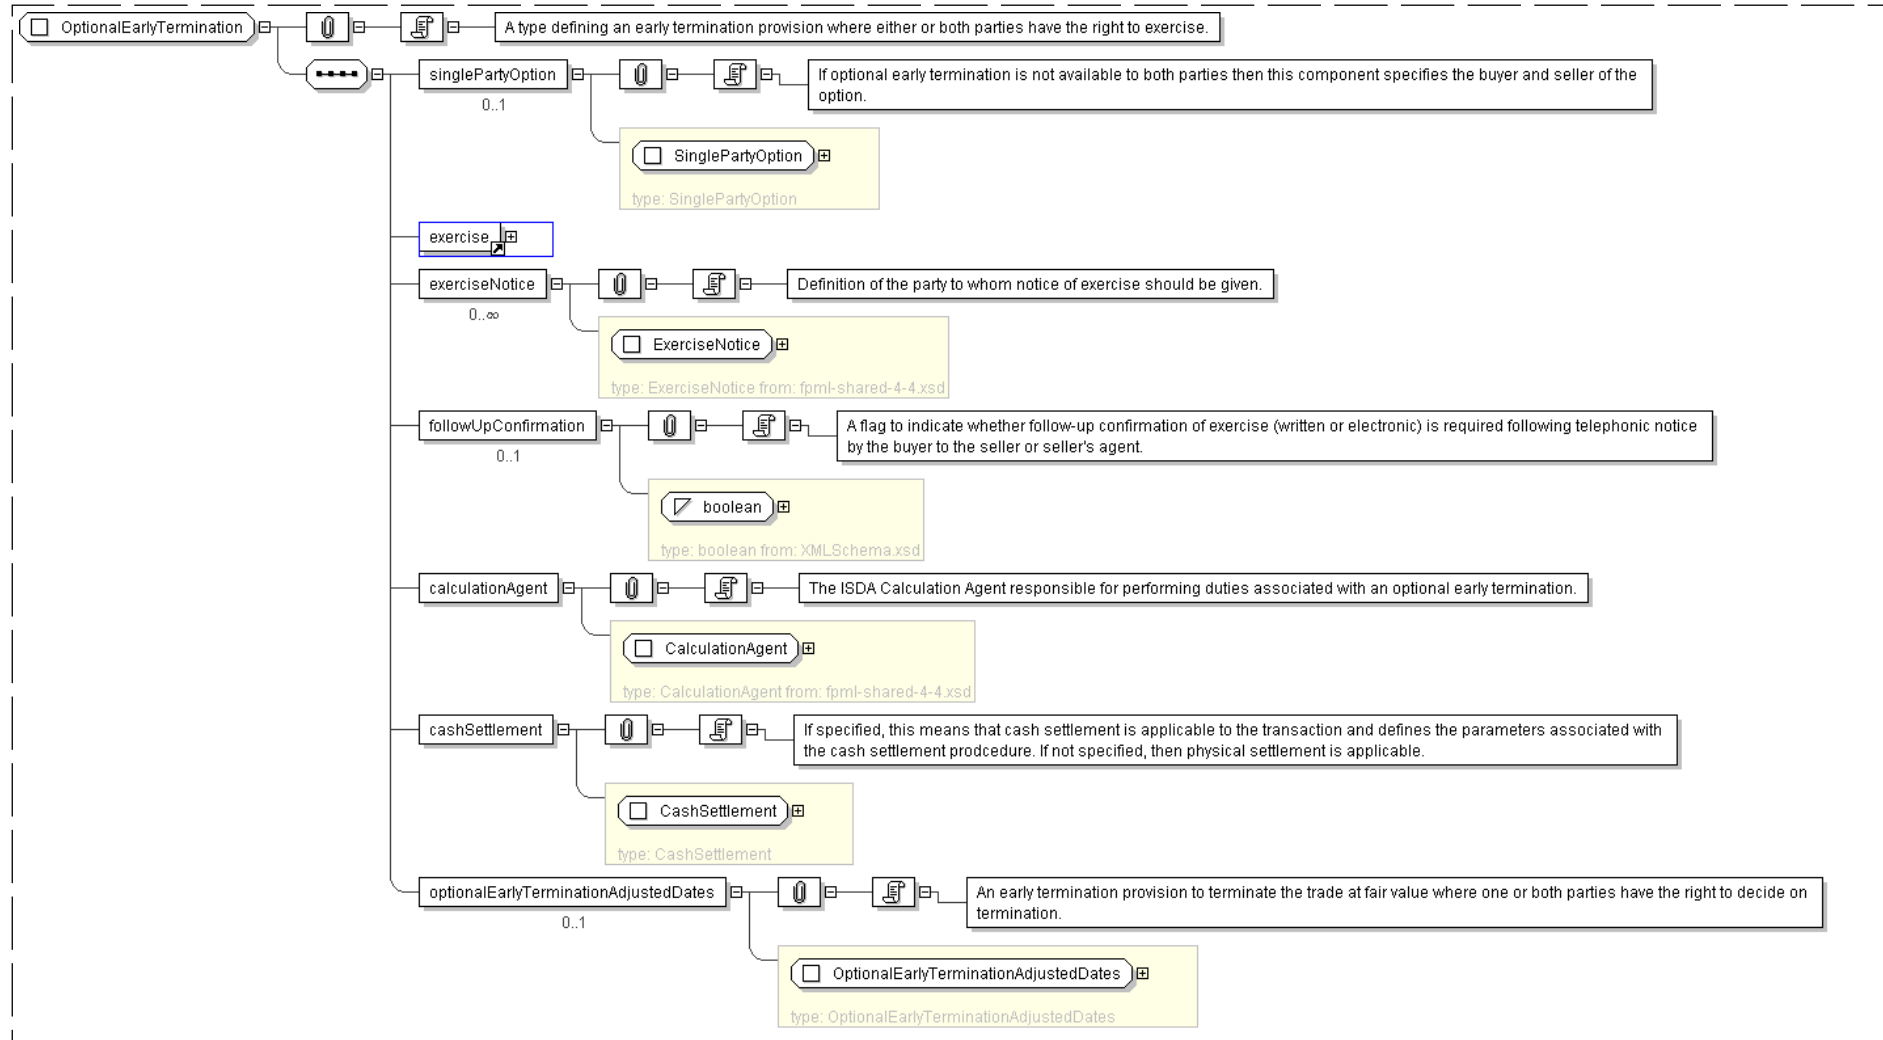 OptionalEarlyTermination
A type defining an early termination provision where either or both parties have the right to exercise.
singlePartyOption
0..1
If optional early termination is not available to both parties then this component specifies the buyer and seller of the
option.
SinglePartyOption
type: SinglePartyOption
exercise
exerciseNotice
0..∞
Definition of the party to whom notice of exercise should be given.
ExerciseNotice
type: ExerciseNotice from: fpml-shared-4-4.xsd
followUpConfirmation
0..1
A flag to indicate whether follow-up confirmation of exercise (written or electronic) is required following telephonic notice
by the buyer to the seller or seller's agent.
boolean
type: boolean from: XMLSchema.xsd
calculationAgent
The ISDA Calculation Agent responsible for performing duties associated with an optional early termination.
CalculationAgent
type: CalculationAgent from: fpml-shared-4-4.xsd
cashSettlement
If specified, this means that cash settlement is applicable to the transaction and defines the parameters associated with
the cash settlement prodcedure. If not specified, then physical settlement is applicable.
CashSettlement
type: CashSettlement
optionalEarlyTerminationAdjustedDates
0..1
An early termination provision to terminate the trade at fair value where one or both parties have the right to decide on
termination.
OptionalEarlyTerminationAdjustedDates
type: OptionalEarlyTerminationAdjustedDates